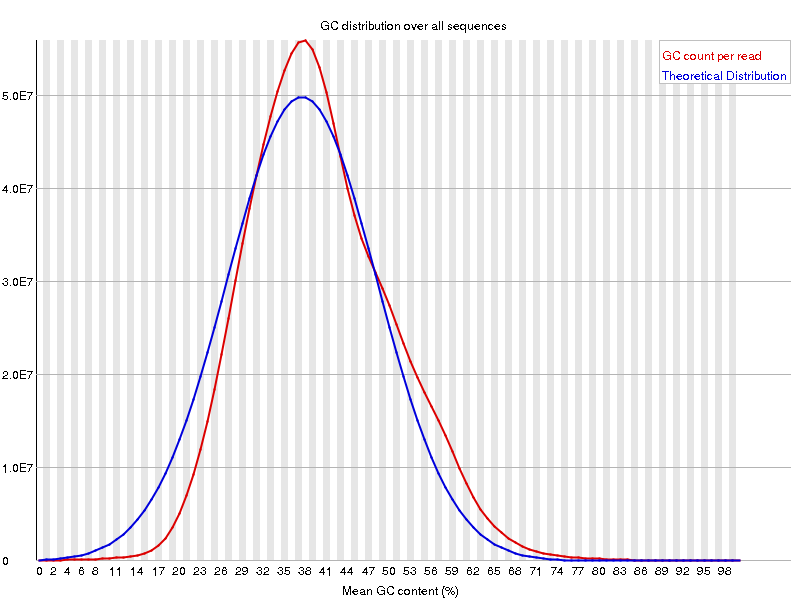 GC distribution over all sequences
GC count per read
Theoretical Distribution
5.0E7
4.0E7
3.0E7
2.0E7
1.0E7
0
0 2 4 6 8 11 14 17 20 23 26 29 32 35 38 41 44 47 50 53 56 59 62 65 68 71 74 77 80 83 86 89 92 95 98
Mean GC content (%)